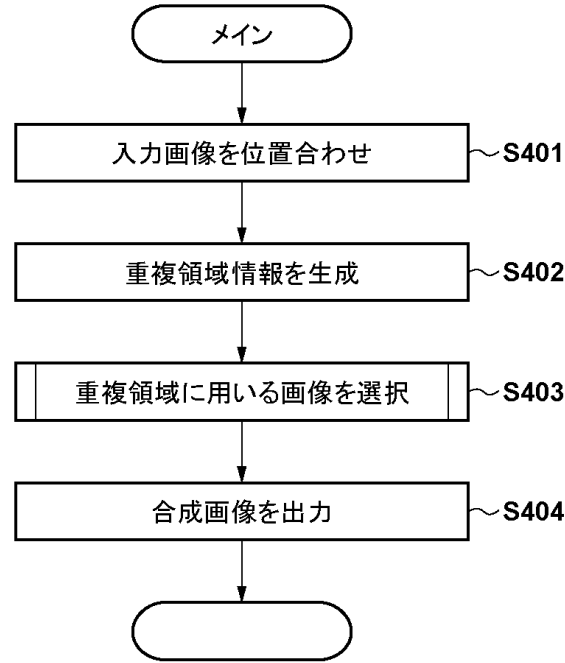 メイン
入力画像を位置合わせ
S401
重複領域情報を生成
S402
重複領域に用いる画像を選択
S403
合成画像を出力
S404